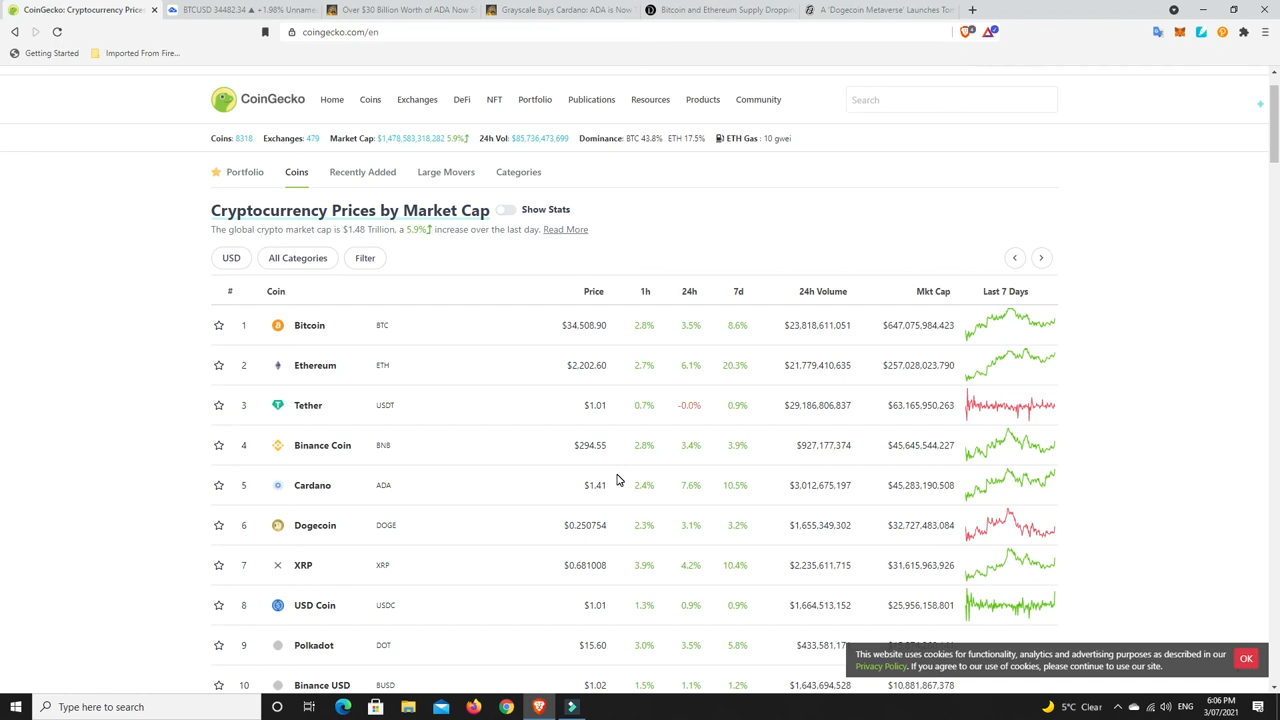 CoinGecko: Cryptocurrency Prices
BTCUSD 34482.34 ▲ +1.98% Unname
Over $30 Billion Worth of ADA Now S
Grayscale Buys Cardano: ADA is Now
Bitcoin and Ethereum Supply Droppin
A 'Dogecoin Metaverse' Launches Tom
coingecko.com/en
Getting Started
Imported From Fire...
CoinGecko Home Coins Exchanges DeFi NFT Portfolio Publications Resources Products Community Search
Coins: 8318 Exchanges: 479 Market Cap: $1,478,583,318,282 5.9% 24h Vol: $85,736,473,699 Dominance: BTC 43.8% ETH 17.5% ETH Gas : 10 gwei
Portfolio Coins Recently Added Large Movers Categories
Cryptocurrency Prices by Market Cap Show Stats
The global crypto market cap is $1.48 Trillion, a 5.9% increase over the last day. Read More
USD All Categories Filter
# Coin Price 1h 24h 7d 24h Volume Mkt Cap Last 7 Days
1 Bitcoin BTC $34,508.90 2.8% 3.5% 8.6% $23,818,611,051 $647,075,984,423
2 Ethereum ETH $2,202.60 2.7% 6.1% 20.3% $21,779,410,635 $257,028,023,790
3 Tether USDT $1.01 0.7% -0.0% 0.9% $29,186,806,837 $63,165,950,263
4 Binance Coin BNB $294.55 2.8% 3.4% 3.9% $927,177,374 $45,645,544,227
5 Cardano ADA $1.41 2.4% 7.6% 10.5% $3,012,675,197 $45,283,190,508
6 Dogecoin DOGE $0.250754 2.3% 3.1% 3.2% $1,655,349,302 $32,727,483,084
7 XRP XRP $0.681008 3.9% 4.2% 10.4% $2,235,611,715 $31,615,963,926
8 USD Coin USDC $1.01 1.3% 0.9% 0.9% $1,664,513,152 $25,956,158,801
9 Polkadot DOT $15.60 3.0% 3.5% 5.8%
10 Binance USD BUSD $1.02 1.5% 1.1% 1.2% $1,643,694,528 $10,881,867,378
This website uses cookies for functionality, analytics and advertising purposes as described in our
Privacy Policy. If you agree to our use of cookies, please continue to use our site.
OK
Type here to search
5°C Clear
ENG
6:06 PM
3/07/2021